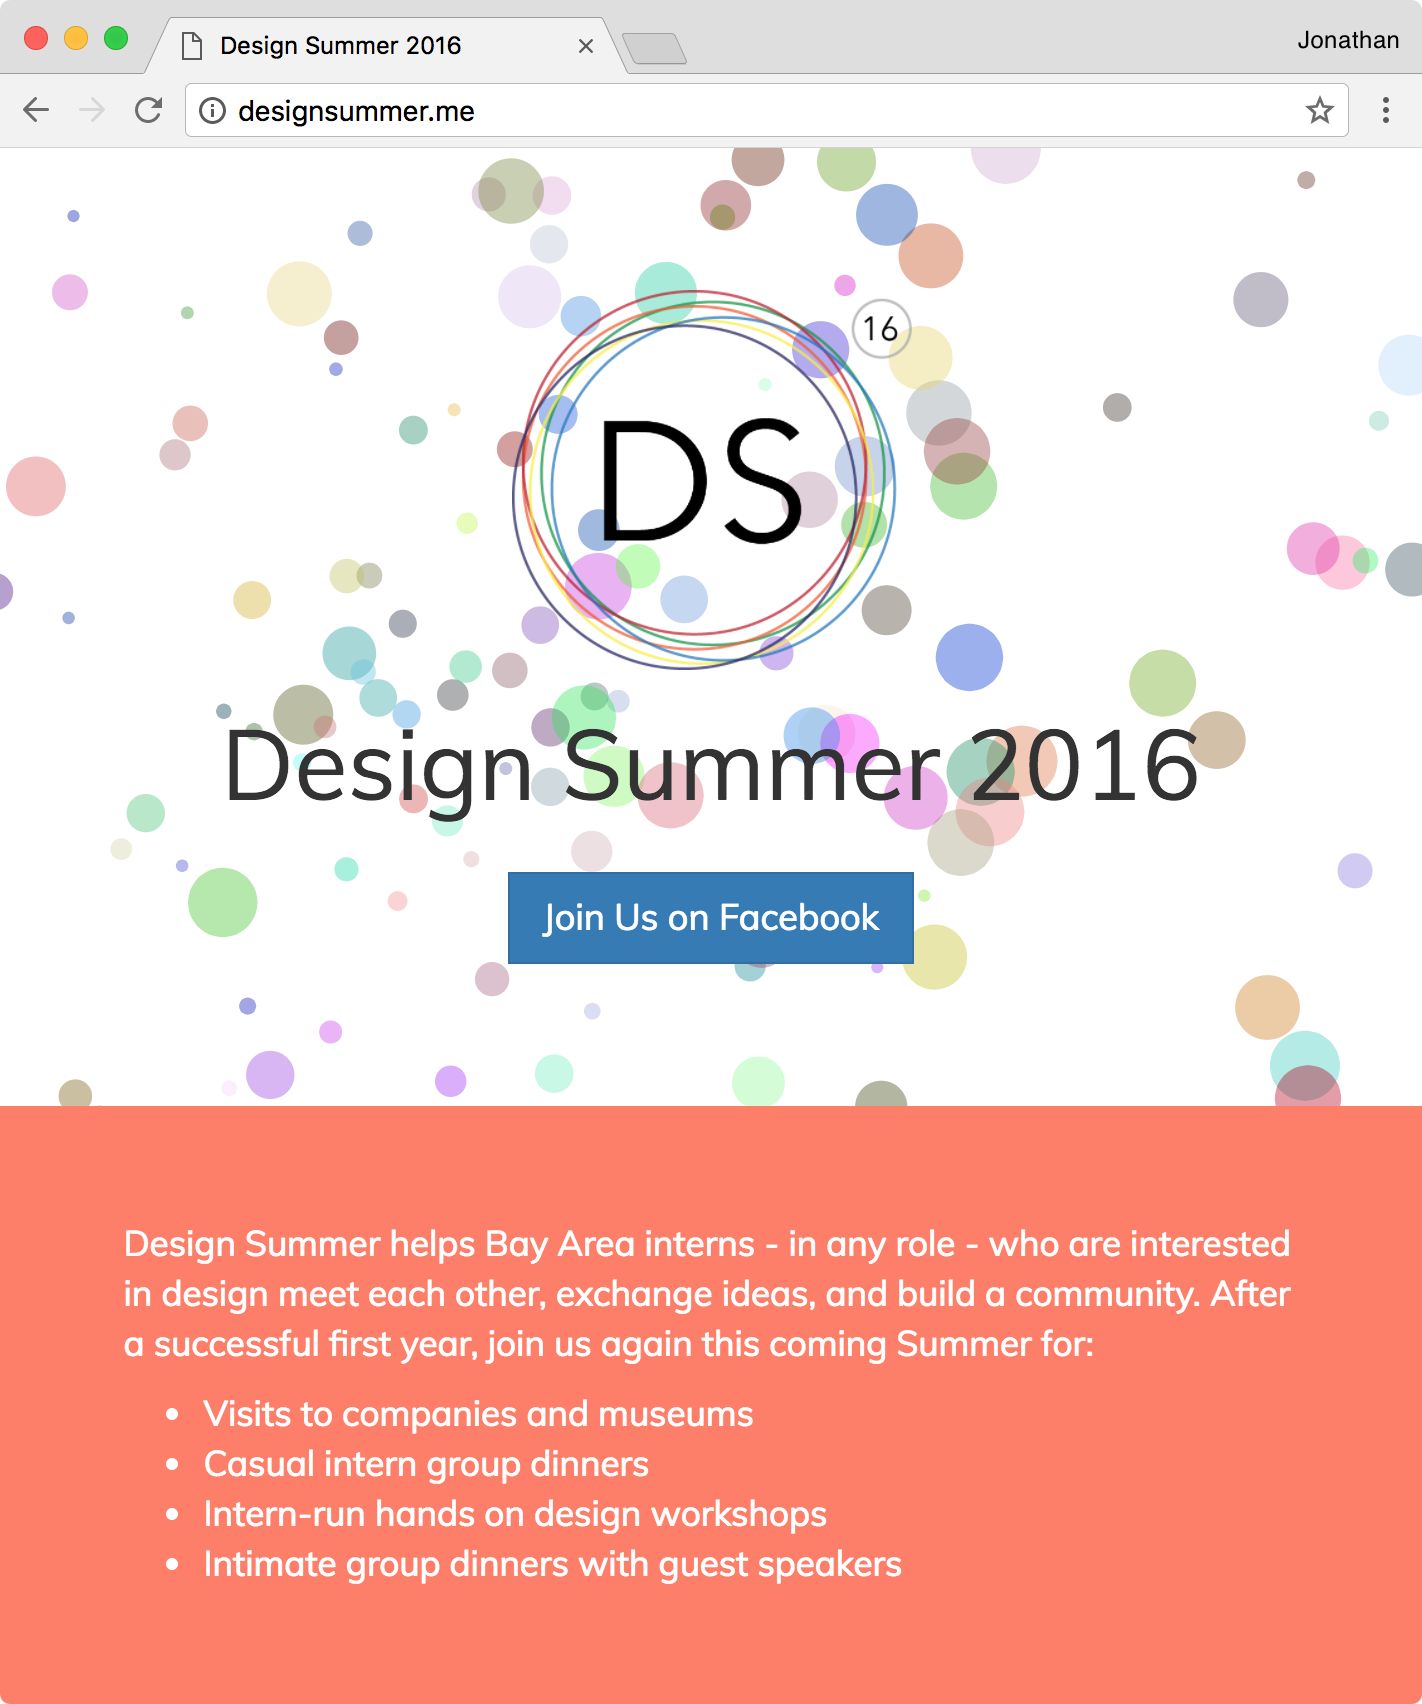 Design Summer 2016
Jonathan
designsummer.me
16
DS
Design Summer 2016
Join Us on Facebook
Design Summer helps Bay Area interns - in any role - who are interested
in design meet each other, exchange ideas, and build a community. After
a successful first year, join us again this coming Summer for:
• Visits to companies and museums
• Casual intern group dinners
• Intern-run hands on design workshops
• Intimate group dinners with guest speakers